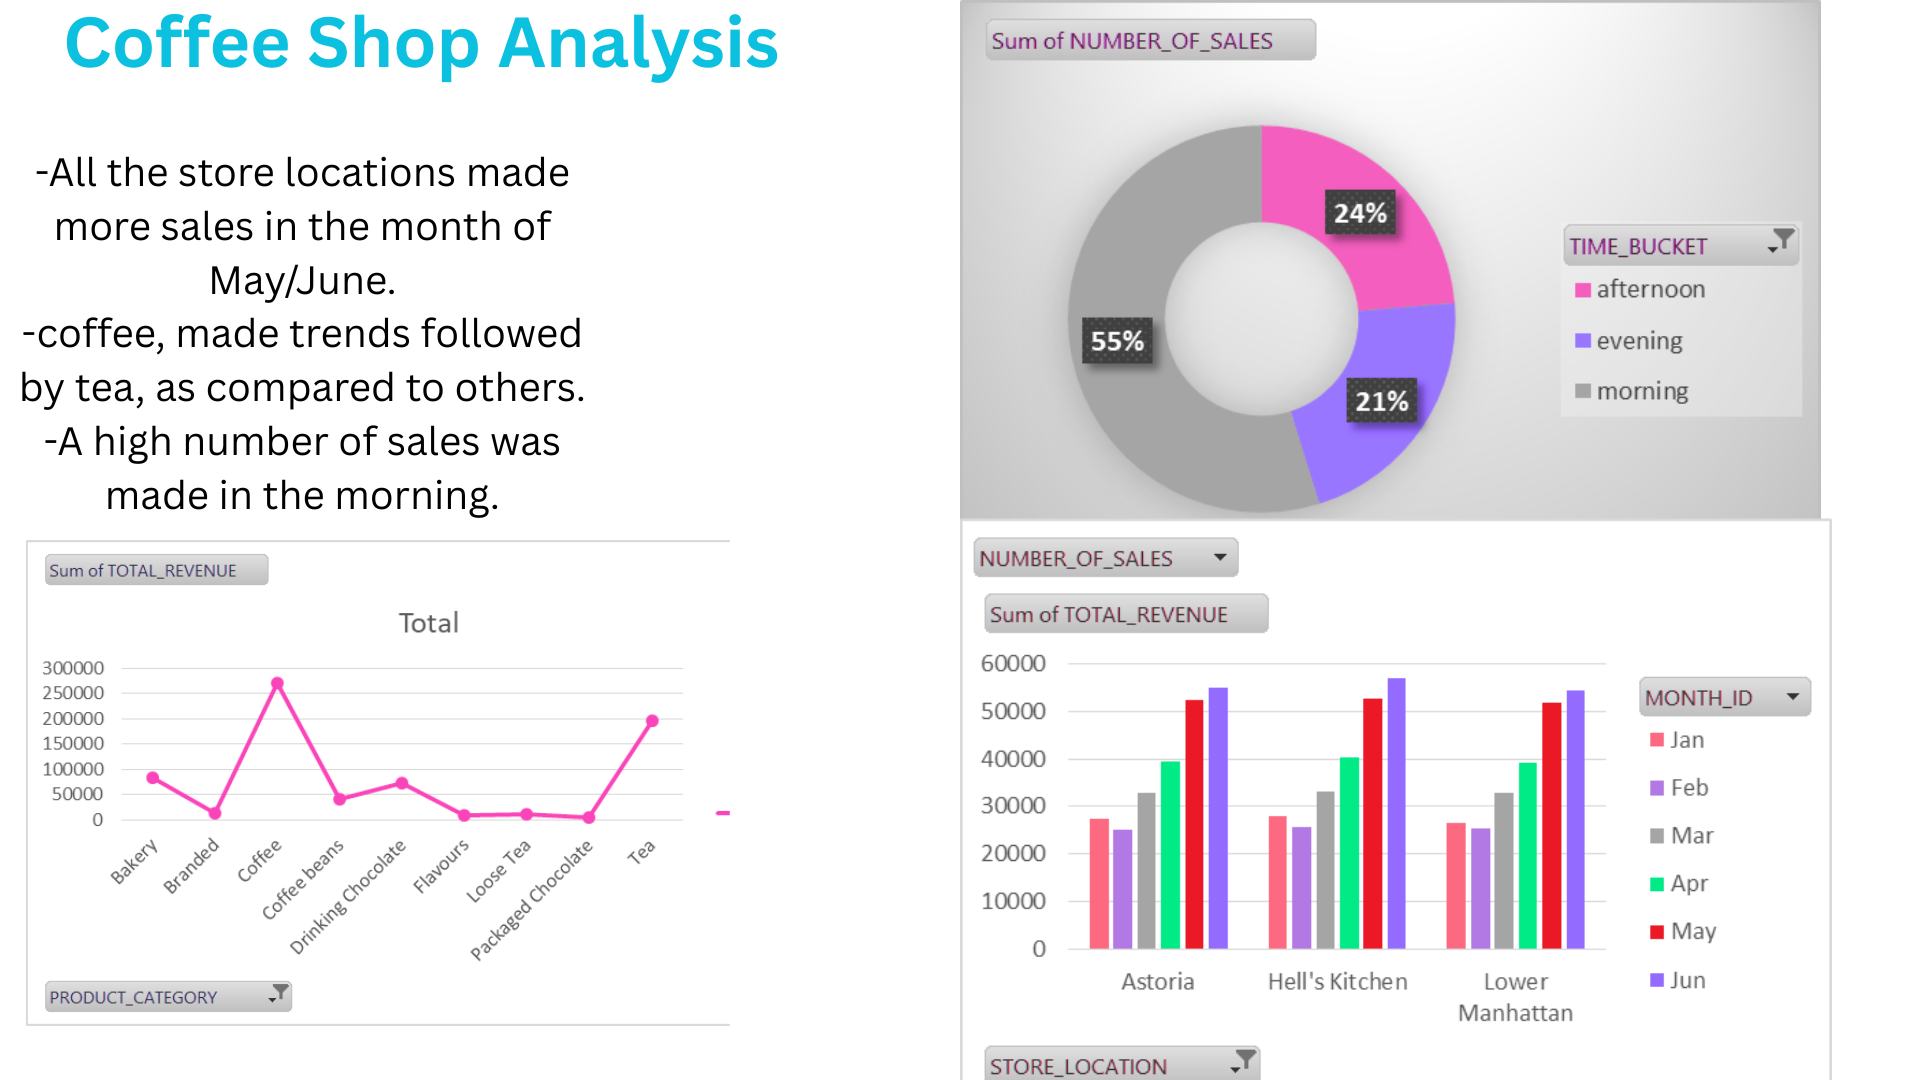 Coffee Shop Analysis
-All the store locations made
more sales in the month of
May/June.
-coffee, made trends followed
by tea, as compared to others.
-A high number of sales was
made in the morning.
Sum of TOTAL_REVENUE
Total
300000
250000
200000
150000
100000
50000
0
Bakery
Branded
Coffee
Coffee beans
Drinking Chocolate
Flavours
Loose Tea
Packaged Chocolate
Tea
PRODUCT_CATEGORY
Sum of NUMBER_OF_SALES
24%
55%
21%
TIME_BUCKET
afternoon
evening
morning
NUMBER_OF_SALES
Sum of TOTAL_REVENUE
60000
50000
40000
30000
20000
10000
0
Astoria
Hell's Kitchen
Lower
Manhattan
MONTH_ID
Jan
Feb
Mar
Apr
May
Jun
STORE_LOCATION